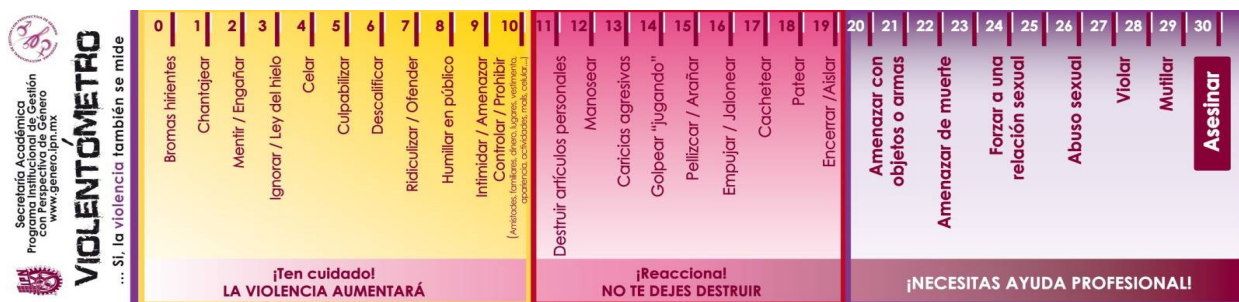 Secretaría Académica
Programa Institucional de Gestión
con Perspectiva de Género
www.genero.ipn.mx
VIOLENTÓMETRO
... Si, la violencia también se mide
0 1 2 3 4 5 6 7 8 9 10 11 12 13 14 15 16 17 18 19 20 21 22 23 24 25 26 27 28 29 30
Bromas hirientes
Chantajear
Mentir / Engañar
Ignorar / Ley del hielo
Celar
Culpabilizar
Descalificar
Ridiculizar / Ofender
Humillar en público
Intimidar / Amenazar
Controlar / Prohibir
(Amistades, familiares, dinero, lugares, vestimenta,
apariencia, actividades, mails, celular...)
¡Ten cuidado!
LA VIOLENCIA AUMENTARÁ
Destruir artículos personales
Manosear
Caricias agresivas
Golpear "jugando"
Pellizcar / Arañar
Empujar / Jalonear
Cachetear
Patear
Encerrar /Aislar
¡Reacciona!
NO TE DEJES DESTRUIR
Amenazar con
objetos o armas
Amenazar de muerte
Forzar a una
relación sexual
Abuso sexual
Violar
Mutilar
Asesinar
¡NECESITAS AYUDA PROFESIONAL!